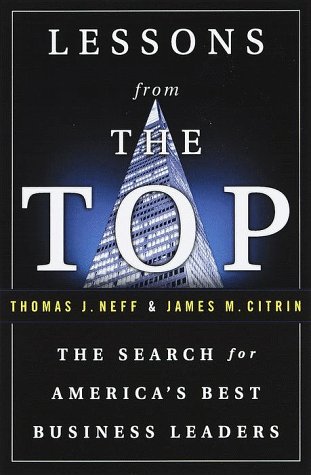 LESSONS
from
THE
TOP
THOMAS J. NEFF & JAMES M. CITRIN
THE SEARCH for
AMERICA'S BEST
BUSINESS LEADERS